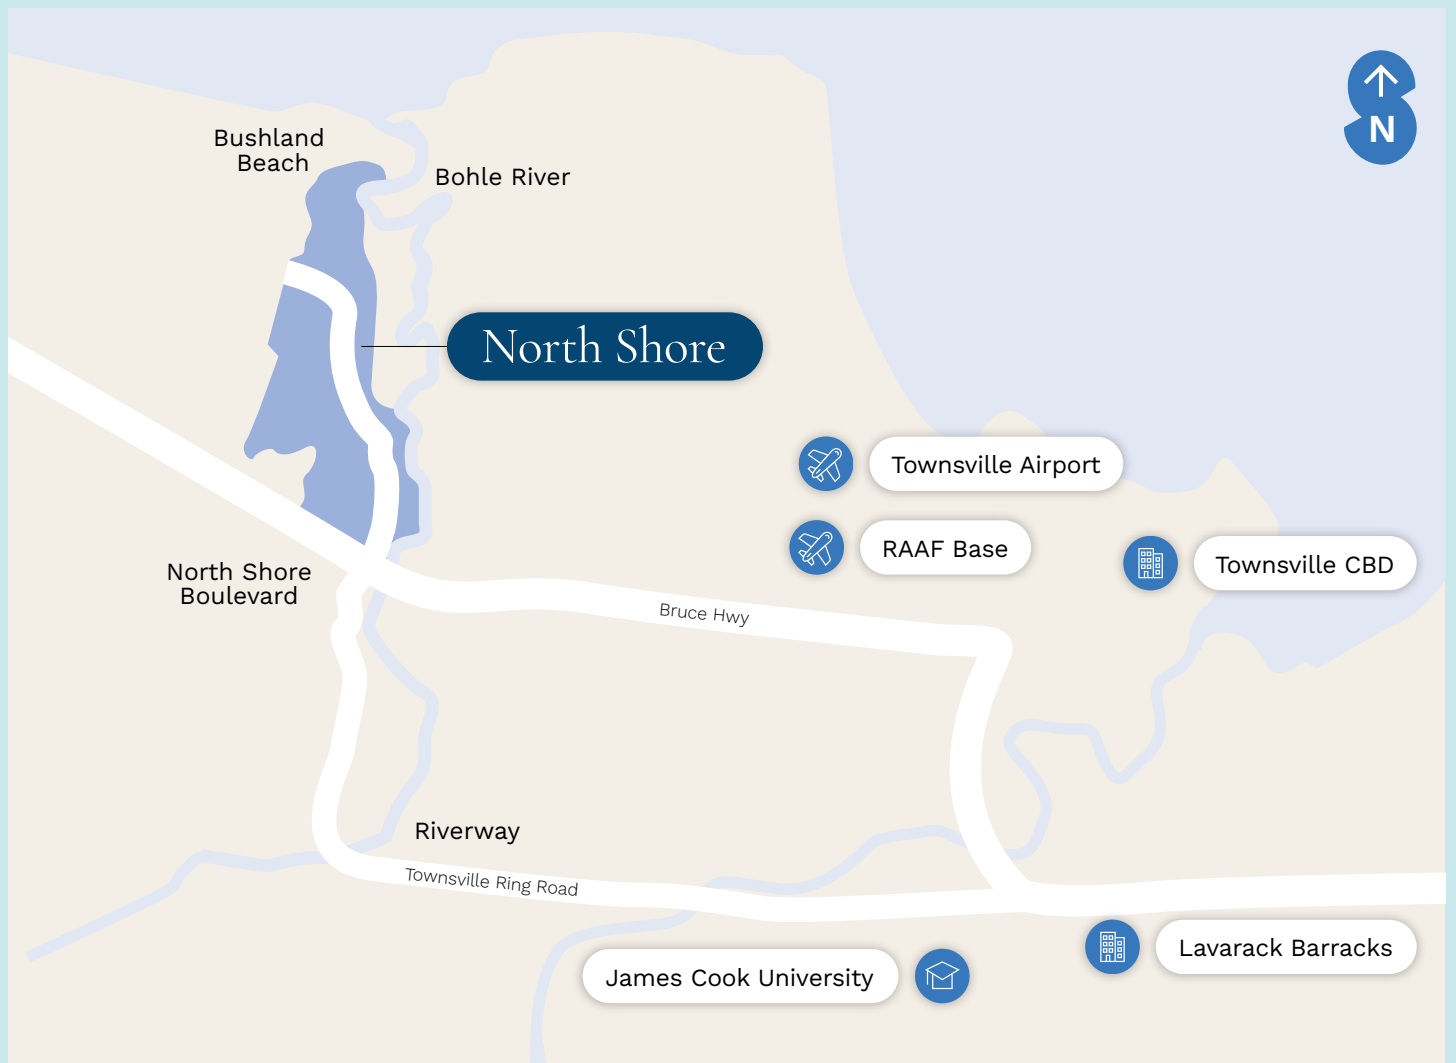 N
Bushland
Beach
Bohle River
North Shore
Townsville Airport
RAAF Base
Townsville CBD
North Shore
Boulevard
Bruce Hwy
Riverway
Townsville Ring Road
Lavarack Barracks
James Cook University